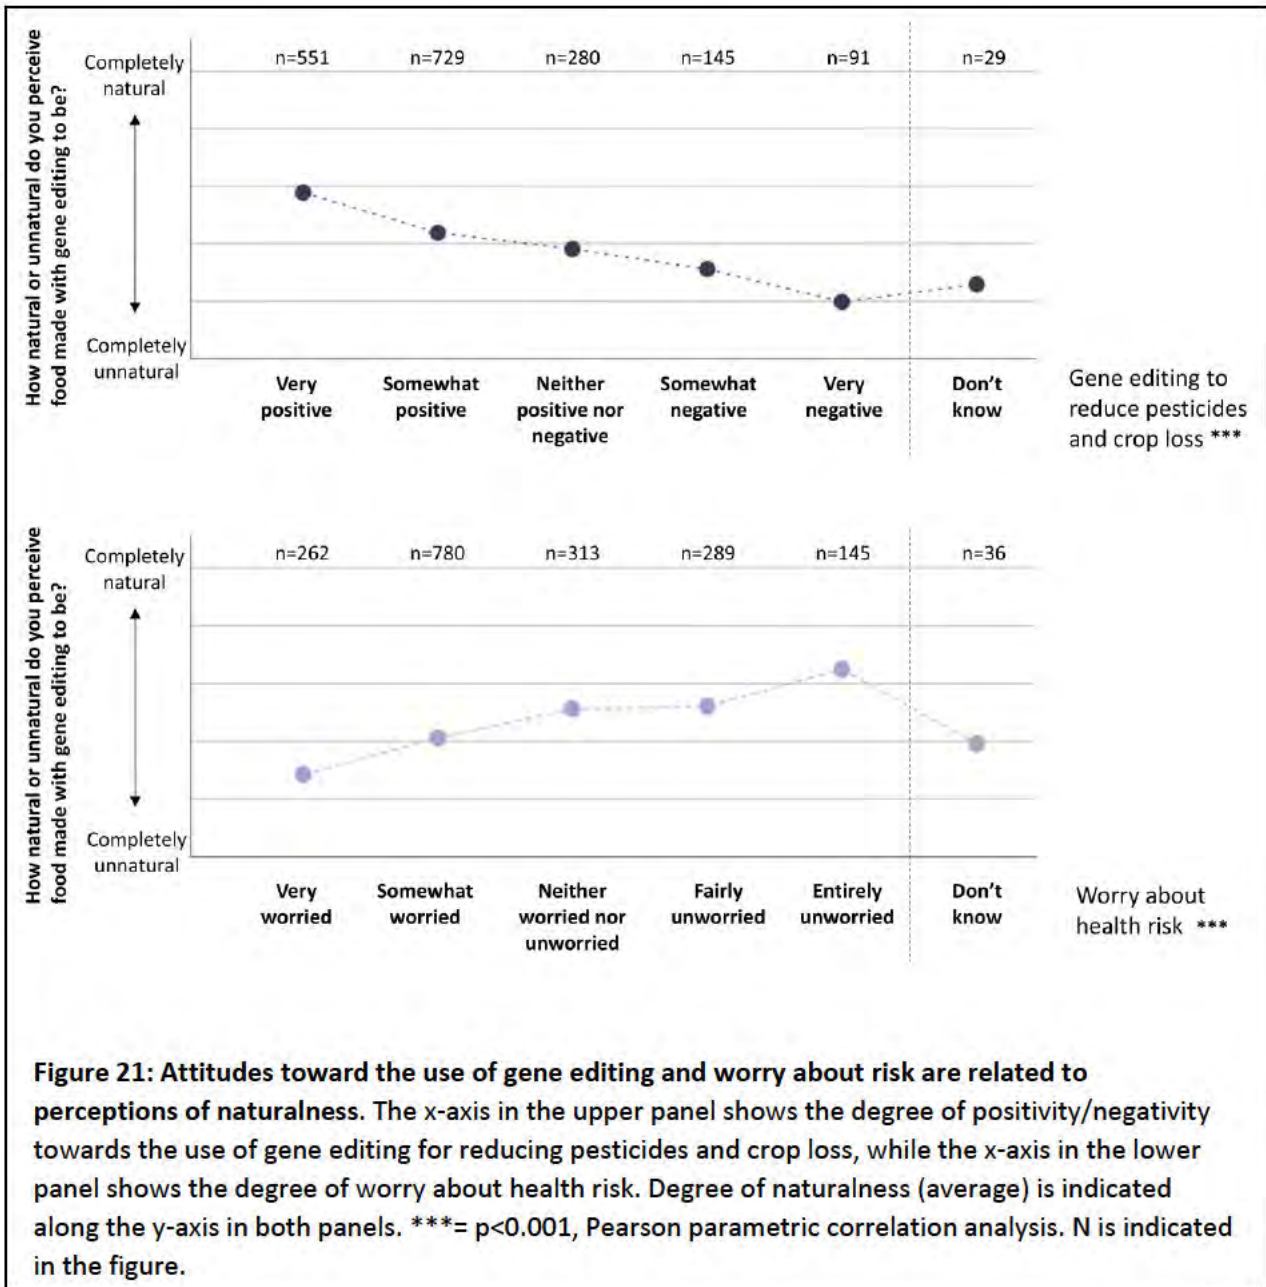 How natural or unnatural do you perceive
food made with gene editing to be?
Completely
natural
Completely
unnatural
n=551
n=729
n=280
n=145
n=91
n=29
Very
positive
Somewhat
positive
Neither
positive nor
negative
Somewhat
negative
Very
negative
Don't
know
Gene editing to
reduce pesticides
and crop loss ***
How natural or unnatural do you perceive
food made with gene editing to be?
Completely
natural
Completely
unnatural
n=262
n=780
n=313
n=289
n=145
n=36
Very
worried
Somewhat
worried
Neither
worried nor
unworried
Fairly
unworried
Entirely
unworried
Don't
know
Worry about
health risk ***
Figure 21: Attitudes toward the use of gene editing and worry about risk are related to
perceptions of naturalness. The x-axis in the upper panel shows the degree of positivity/negativity
towards the use of gene editing for reducing pesticides and crop loss, while the x-axis in the lower
panel shows the degree of worry about health risk. Degree of naturalness (average) is indicated
along the y-axis in both panels. ***= p<0.001, Pearson parametric correlation analysis. N is indicated
in the figure.